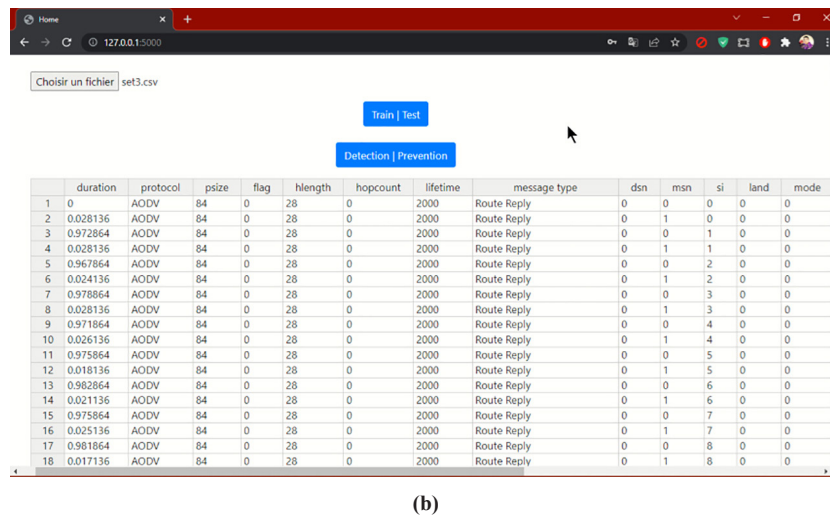 Home
127.0.0.1:5000
Choisir un fichier set3.csv
Train | Test
Detection | Prevention
duration protocol psize flag hlength hopcount lifetime message type dsn msn si land mode
1 0 AODV 84 0 28 0 2000 Route Reply 0 0 0 0 0
2 0.028136 AODV 84 0 28 0 2000 Route Reply 0 1 0 0 0
3 0.972864 AODV 84 0 28 0 2000 Route Reply 0 0 1 0 0
4 0.028136 AODV 84 0 28 0 2000 Route Reply 0 1 1 0 0
5 0.967864 AODV 84 0 28 0 2000 Route Reply 0 0 2 0 0
6 0.024136 AODV 84 0 28 0 2000 Route Reply 0 1 2 0 0
7 0.978864 AODV 84 0 28 0 2000 Route Reply 0 0 3 0 0
8 0.028136 AODV 84 0 28 0 2000 Route Reply 0 1 3 0 0
9 0.971864 AODV 84 0 28 0 2000 Route Reply 0 0 4 0 0
10 0.026136 AODV 84 0 28 0 2000 Route Reply 0 1 4 0 0
11 0.975864 AODV 84 0 28 0 2000 Route Reply 0 0 5 0 0
12 0.018136 AODV 84 0 28 0 2000 Route Reply 0 1 5 0 0
13 0.982864 AODV 84 0 28 0 2000 Route Reply 0 0 6 0 0
14 0.021136 AODV 84 0 28 0 2000 Route Reply 0 1 6 0 0
15 0.975864 AODV 84 0 28 0 2000 Route Reply 0 0 7 0 0
16 0.025136 AODV 84 0 28 0 2000 Route Reply 0 1 7 0 0
17 0.981864 AODV 84 0 28 0 2000 Route Reply 0 0 8 0 0
18 0.017136 AODV 84 0 28 0 2000 Route Reply 0 1 8 0 0
(b)